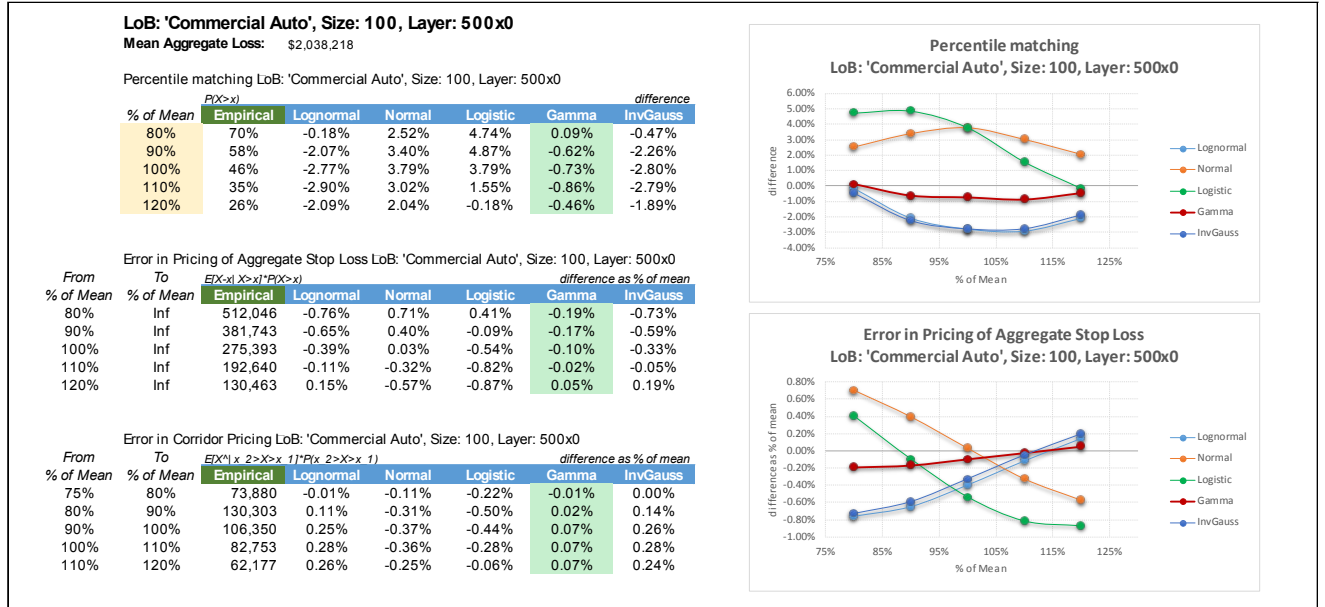 LoB: 'Commercial Auto', Size: 100, Layer: 500x0
Mean Aggregate Loss: $2,038,218
Percentile matching LoB: 'Commercial Auto', Size: 100, Layer: 500x0
P(X>x) difference
% of Mean Empirical Lognormal Normal Logistic Gamma InvGauss
80% 70% -0.18% 2.52% 4.74% 0.09% -0.47%
90% 58% -2.07% 3.40% 4.87% -0.62% -2.26%
100% 46% -2.77% 3.79% 3.79% -0.73% -2.80%
110% 35% -2.90% 3.02% 1.55% -0.86% -2.79%
120% 26% -2.09% 2.04% -0.18% -0.46% -1.89%
Error in Pricing of Aggregate Stop Loss LoB: 'Commercial Auto', Size: 100, Layer: 500x0
From To E[X-x| X>x]*P(X>x) difference as % of mean
% of Mean % of Mean Empirical Lognormal Normal Logistic Gamma InvGauss
80% Inf 512,046 -0.76% 0.71% 0.41% -0.19% -0.73%
90% Inf 381,743 -0.65% 0.40% -0.09% -0.17% -0.59%
100% Inf 275,393 -0.39% 0.03% -0.54% -0.10% -0.33%
110% Inf 192,640 -0.11% -0.32% -0.82% -0.02% -0.05%
120% Inf 130,463 0.15% -0.57% -0.87% 0.05% 0.19%
Error in Corridor Pricing LoB: 'Commercial Auto', Size: 100, Layer: 500x0
From To E[X^| x_2>X>x_1]*P(x_2>X>x_1) difference as % of mean
% of Mean % of Mean Empirical Lognormal Normal Logistic Gamma InvGauss
75% 80% 73,880 -0.01% -0.11% -0.22% -0.01% 0.00%
80% 90% 130,303 0.11% -0.31% -0.50% 0.02% 0.14%
90% 100% 106,350 0.25% -0.37% -0.44% 0.07% 0.26%
100% 110% 82,753 0.28% -0.36% -0.28% 0.07% 0.28%
110% 120% 62,177 0.26% -0.25% -0.06% 0.07% 0.24%
Percentile matching
LoB: 'Commercial Auto', Size: 100, Layer: 500x0
6.00%
5.00%
4.00%
3.00%
2.00%
1.00%
0.00%
-1.00%
-2.00%
-3.00%
-4.00%
difference
75% 85% 95% 105% 115% 125%
% of Mean
Lognormal
Normal
Logistic
Gamma
InvGauss
Error in Pricing of Aggregate Stop Loss
LoB: 'Commercial Auto', Size: 100, Layer: 500x0
0.80%
0.60%
0.40%
0.20%
0.00%
-0.20%
-0.40%
-0.60%
-0.80%
-1.00%
difference as % of mean
75% 85% 95% 105% 115% 125%
% of Mean
Lognormal
Normal
Logistic
Gamma
InvGauss